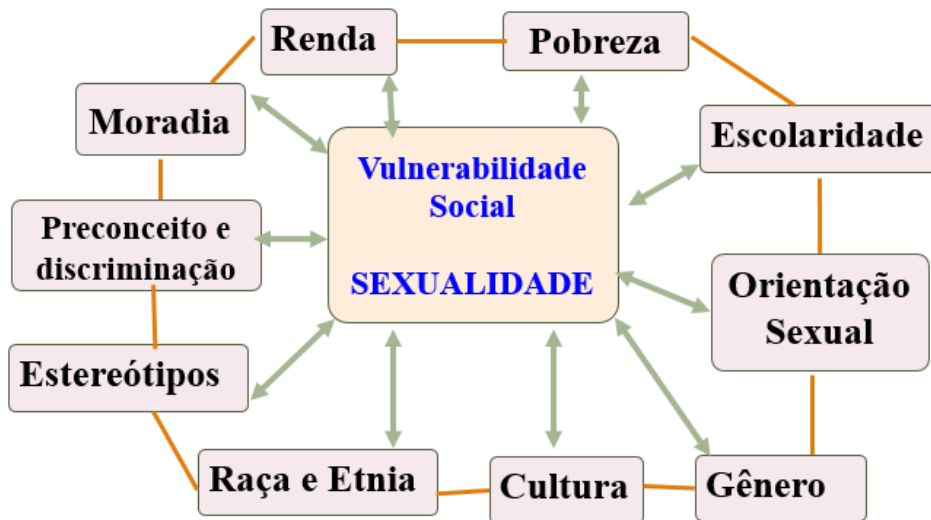 Renda
Pobreza
Moradia
Escolaridade
Vulnerabilidade
Social
SEXUALIDADE
Preconceito e
discriminação
Orientação
Sexual
Estereótipos
Raça e Etnia
Cultura
Gênero